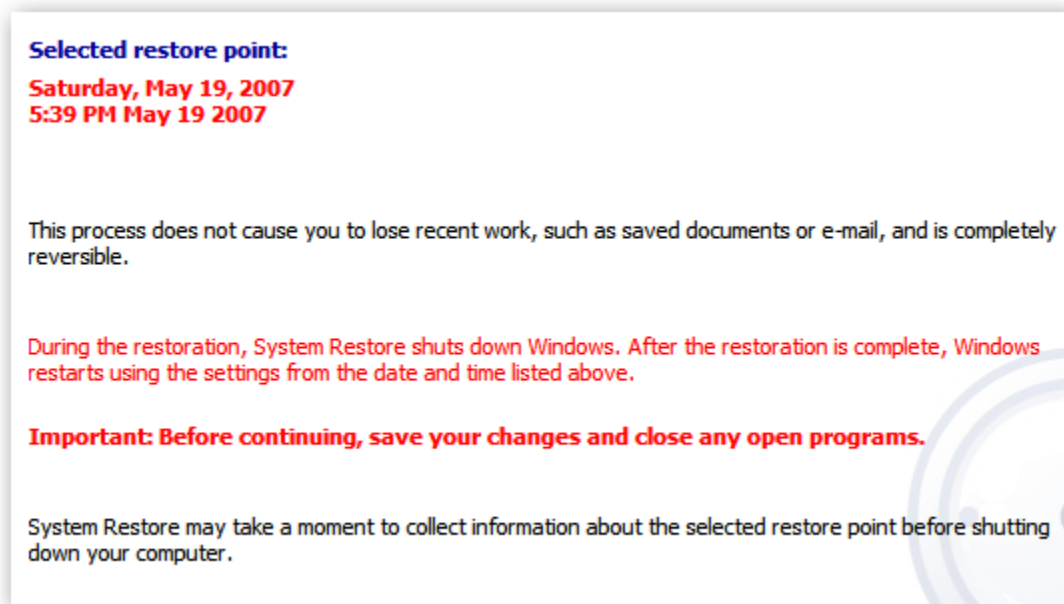 Selected restore point:
Saturday, May 19, 2007
5:39 PM May 19 2007
This process does not cause you to lose recent work, such as saved documents or e-mail, and is completely
reversible.
During the restoration, System Restore shuts down Windows. After the restoration is complete, Windows
restarts using the settings from the date and time listed above.
Important: Before continuing, save your changes and close any open programs.
System Restore may take a moment to collect information about the selected restore point before shutting
down your computer.